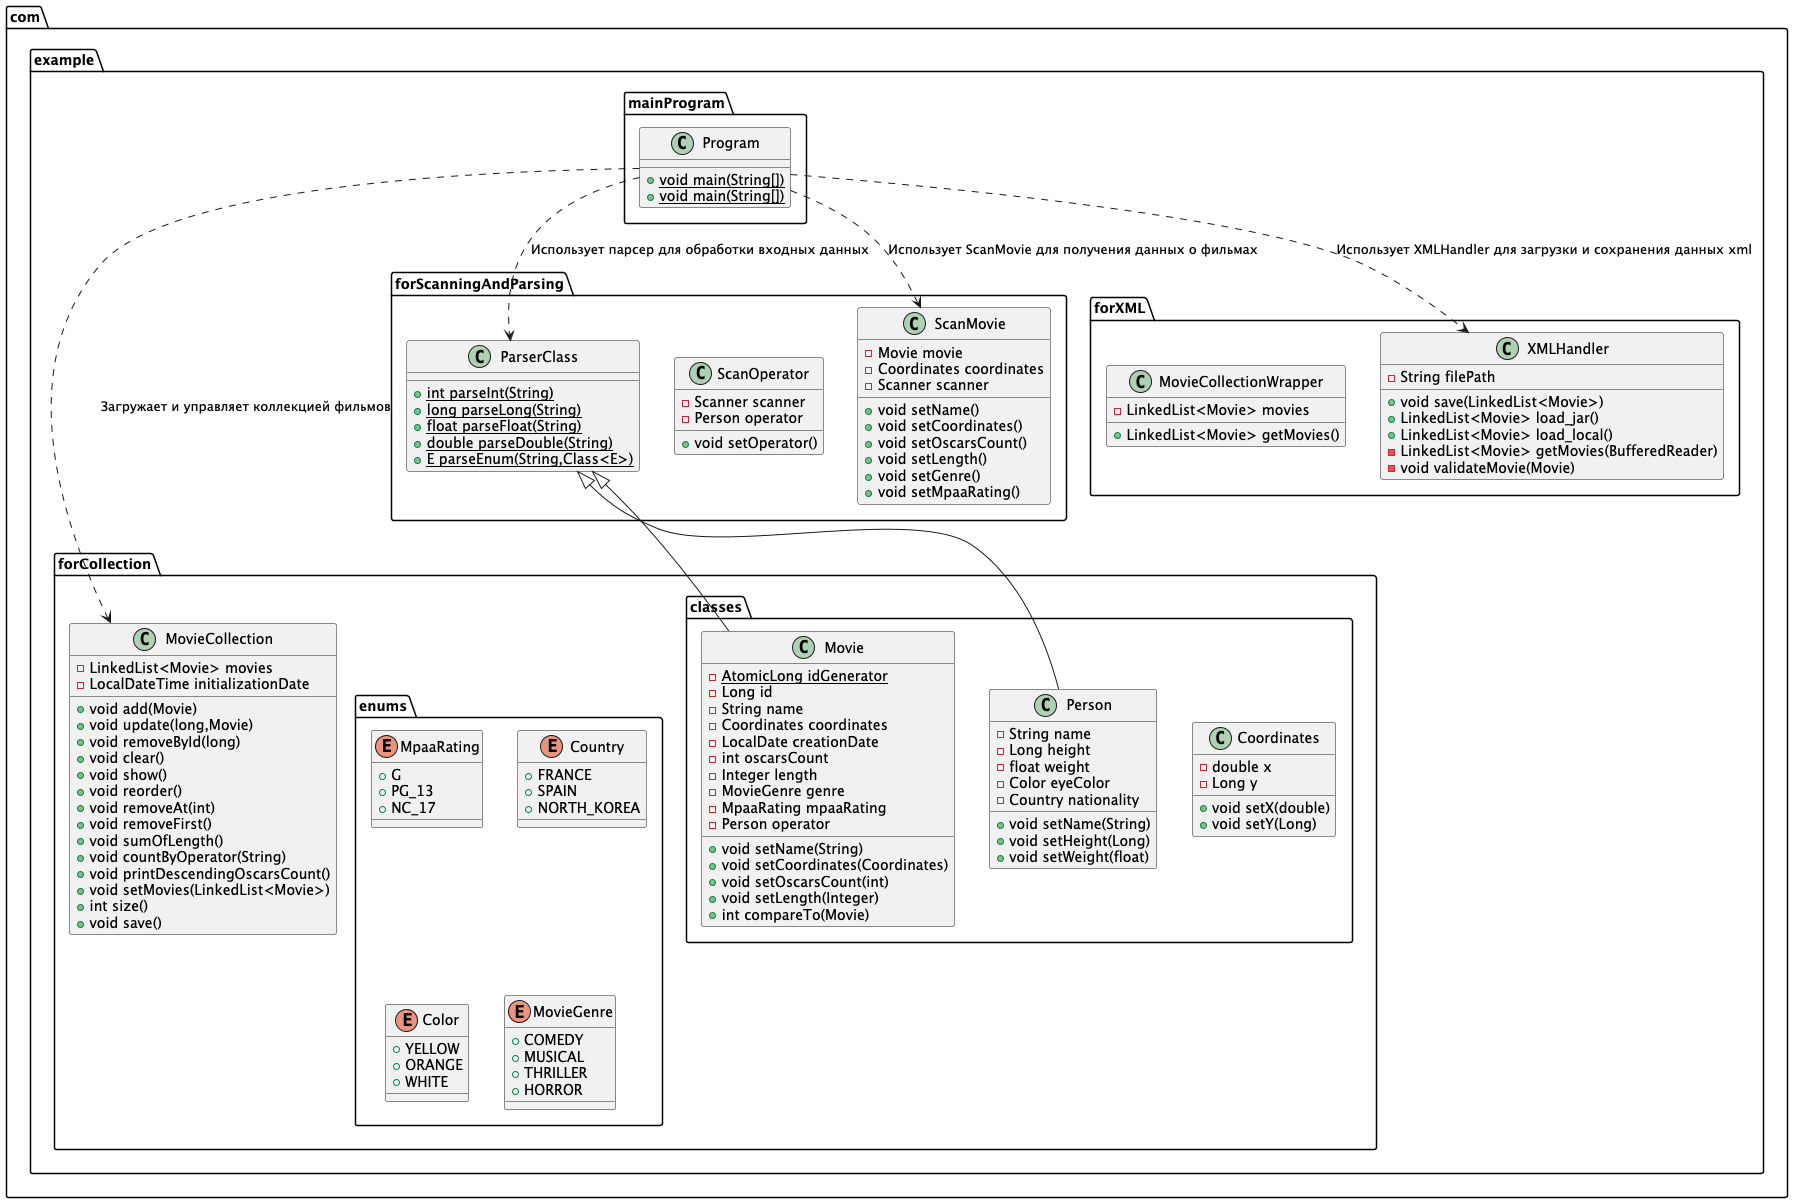 com
example
mainProgram
C Program
void main(String[])
void main(String[])
Использует парсер для обработки входных данных
Использует ScanMovie для получения данных о фильмах
Использует XMLHandler для загрузки и сохранения данных xml
Загружает и управляет коллекцией фильмов
forScanningAndParsing
C ParserClass
int parseInt(String)
long parseLong(String)
float parseFloat(String)
double parseDouble(String)
E parseEnum(String,Class<E>)
C ScanOperator
Scanner scanner
Person operator
void setOperator()
C ScanMovie
Movie movie
Coordinates coordinates
Scanner scanner
void setName()
void setCoordinates()
void setOscarsCount()
void setLength()
void setGenre()
void setMpaaRating()
forXML
C MovieCollectionWrapper
LinkedList<Movie> movies
LinkedList<Movie> getMovies()
C XMLHandler
String filePath
void save(LinkedList<Movie>)
LinkedList<Movie> load_jar()
LinkedList<Movie> load_local()
LinkedList<Movie> getMovies(BufferedReader)
void validateMovie(Movie)
forCollection
C MovieCollection
LinkedList<Movie> movies
LocalDateTime initializationDate
void add(Movie)
void update(long,Movie)
void removeById(long)
void clear()
void show()
void reorder()
void removeAt(int)
void removeFirst()
void sumOfLength()
void countByOperator(String)
void printDescendingOscarsCount()
void setMovies(LinkedList<Movie>)
int size()
void save()
enums
E MpaaRating
G
PG_13
NC_17
E Country
FRANCE
SPAIN
NORTH_KOREA
E Color
YELLOW
ORANGE
WHITE
E MovieGenre
COMEDY
MUSICAL
THRILLER
HORROR
classes
C Movie
AtomicLong idGenerator
Long id
String name
Coordinates coordinates
LocalDate creationDate
int oscarsCount
Integer length
MovieGenre genre
MpaaRating mpaaRating
Person operator
void setName(String)
void setCoordinates(Coordinates)
void setOscarsCount(int)
void setLength(Integer)
int compareTo(Movie)
C Person
String name
Long height
float weight
Color eyeColor
Country nationality
void setName(String)
void setHeight(Long)
void setWeight(float)
C Coordinates
double x
Long y
void setX(double)
void setY(Long)